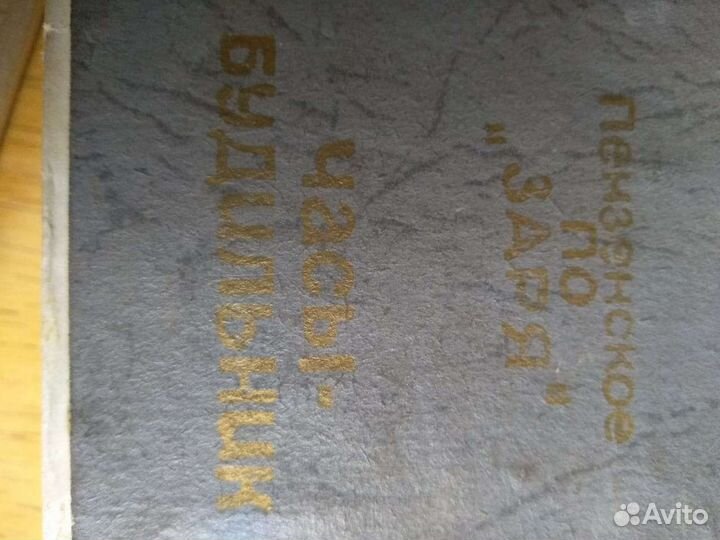 пензенское
по
"ЗАРЯ"
ЧАСЫ-
БУДИЛЬНИК
Avito